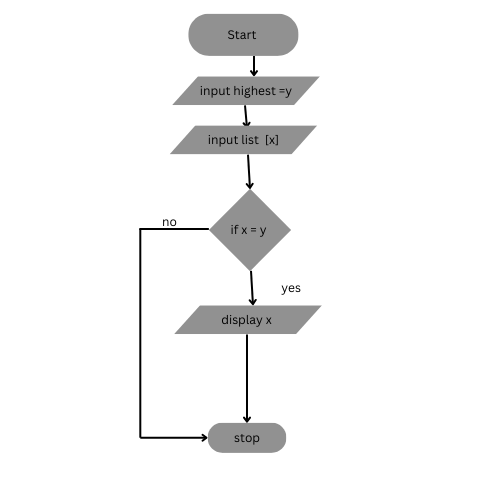 Start
input highest =y
input list  [x]
no
if x = y
yes
display x
stop